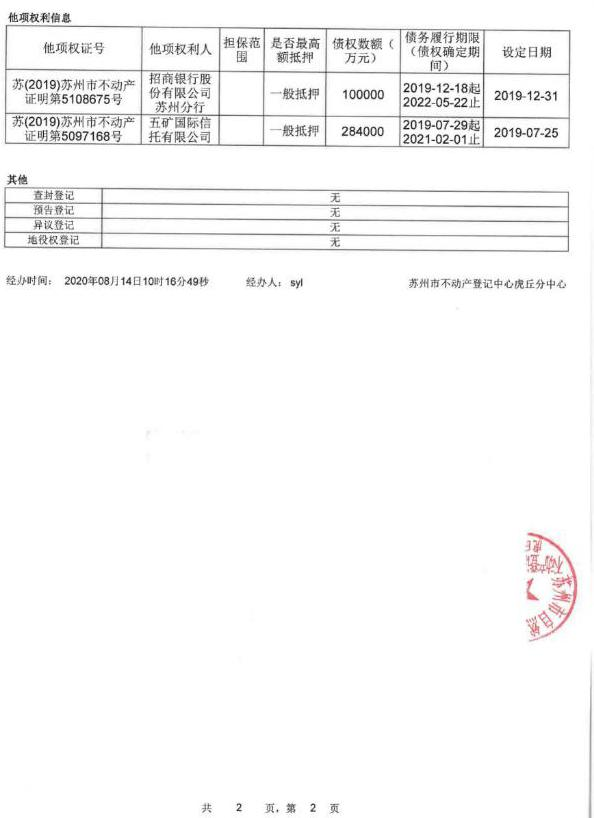 他项权利信息
他项权证号 他项权利人 担保范围 是否最高额抵押 债权数额（万元） 债务履行期限（债权确定期间） 设定日期
苏(2019)苏州市不动产证明第5108675号 招商银行股份有限公司苏州分行 一般抵押 100000 2019-12-18起2022-05-22止 2019-12-31
苏(2019)苏州市不动产证明第5097168号 五矿国际信托有限公司 一般抵押 284000 2019-07-29起2021-02-01止 2019-07-25
其他
查封登记 无
预告登记 无
异议登记 无
地役权登记 无
经办时间： 2020年08月14日10时16分49秒 经办人：syl 苏州市不动产登记中心虎丘分中心
苏州市自然
不动产登
虎丘
共 2 页，第 2 页